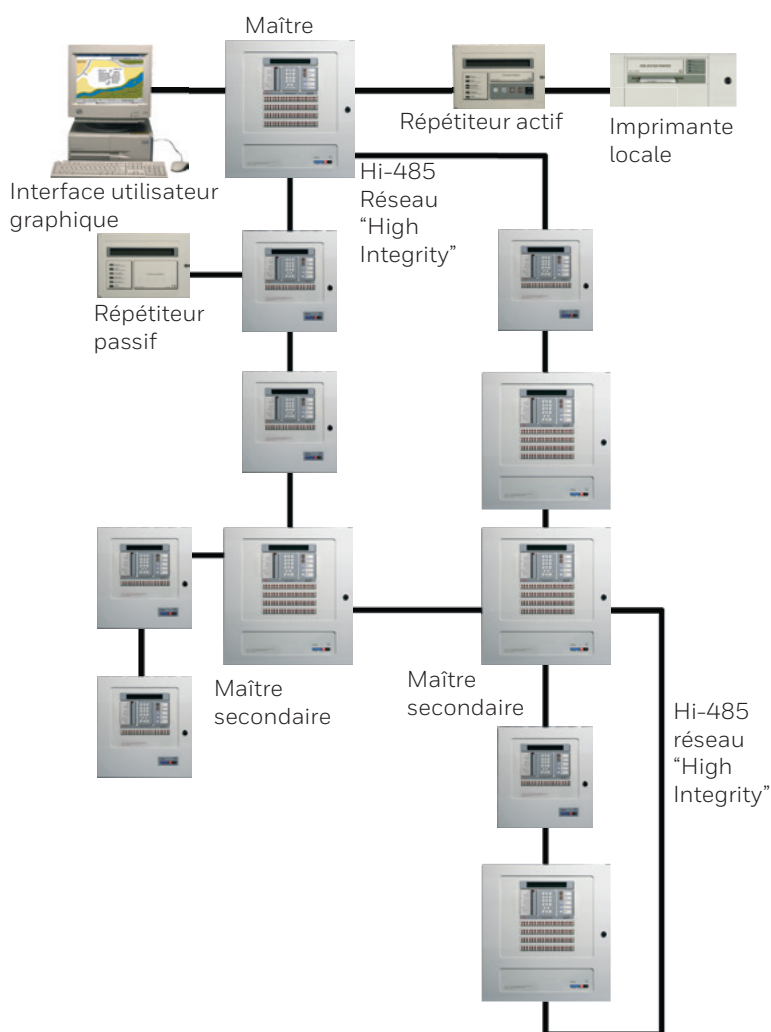 Maître
Répétiteur actif
Imprimante
locale
Interface utilisateur
graphique
Hi-485
Réseau
“High
Integrity”
Répétiteur
passif
Maître
secondaire
Maître
secondaire
Hi-485
réseau
“High
Integrity”